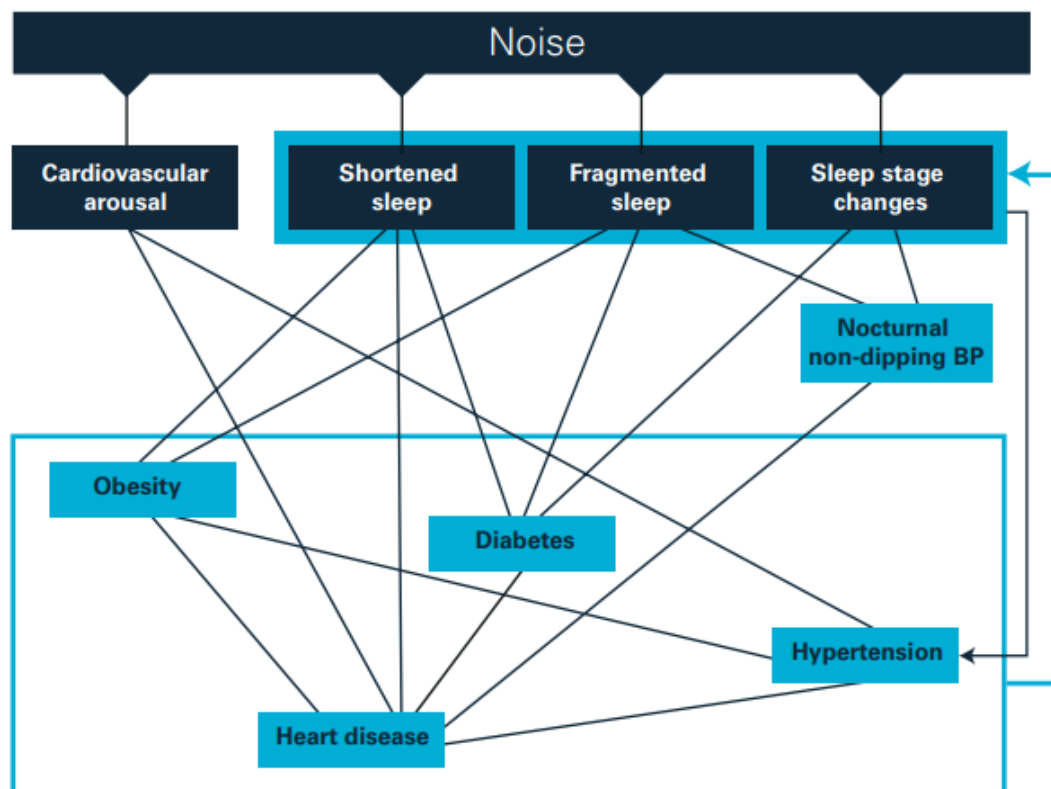 Noise
Cardiovascular
arousal
Shortened
sleep
Fragmented
sleep
Sleep stage
changes
Nocturnal
non-dipping BP
Obesity
Diabetes
Hypertension
Heart disease